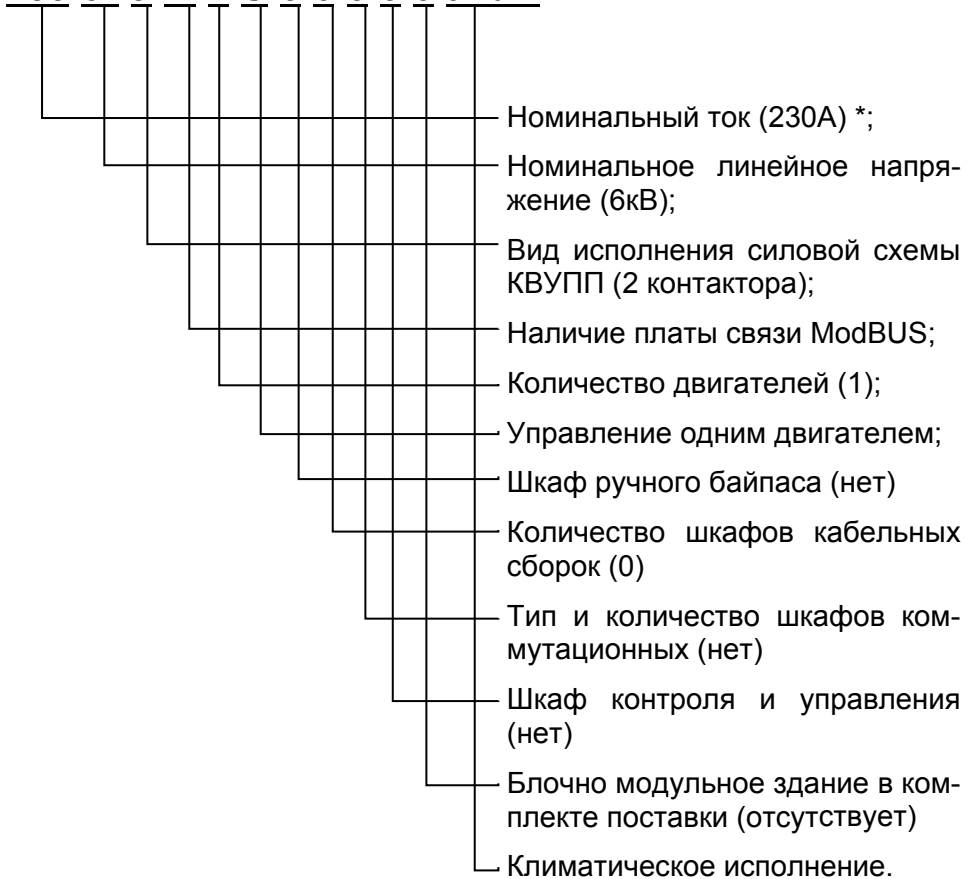 Номинальный ток (230А) *;
Номинальное линейное напря-
жение (6кВ);
Вид исполнения силовой схемы
КВУПП (2 контактора);
Наличие платы связи ModBUS;
Количество двигателей (1);
Управление одним двигателем;
Шкаф ручного байпаса (нет)
Количество шкафов кабельных
сборок (0)
Тип и количество шкафов ком-
мутационных (нет)
Шкаф контроля и управления
(нет)
Блочно модульное здание в ком-
плекте поставки (отсутствует)
Климатическое исполнение.